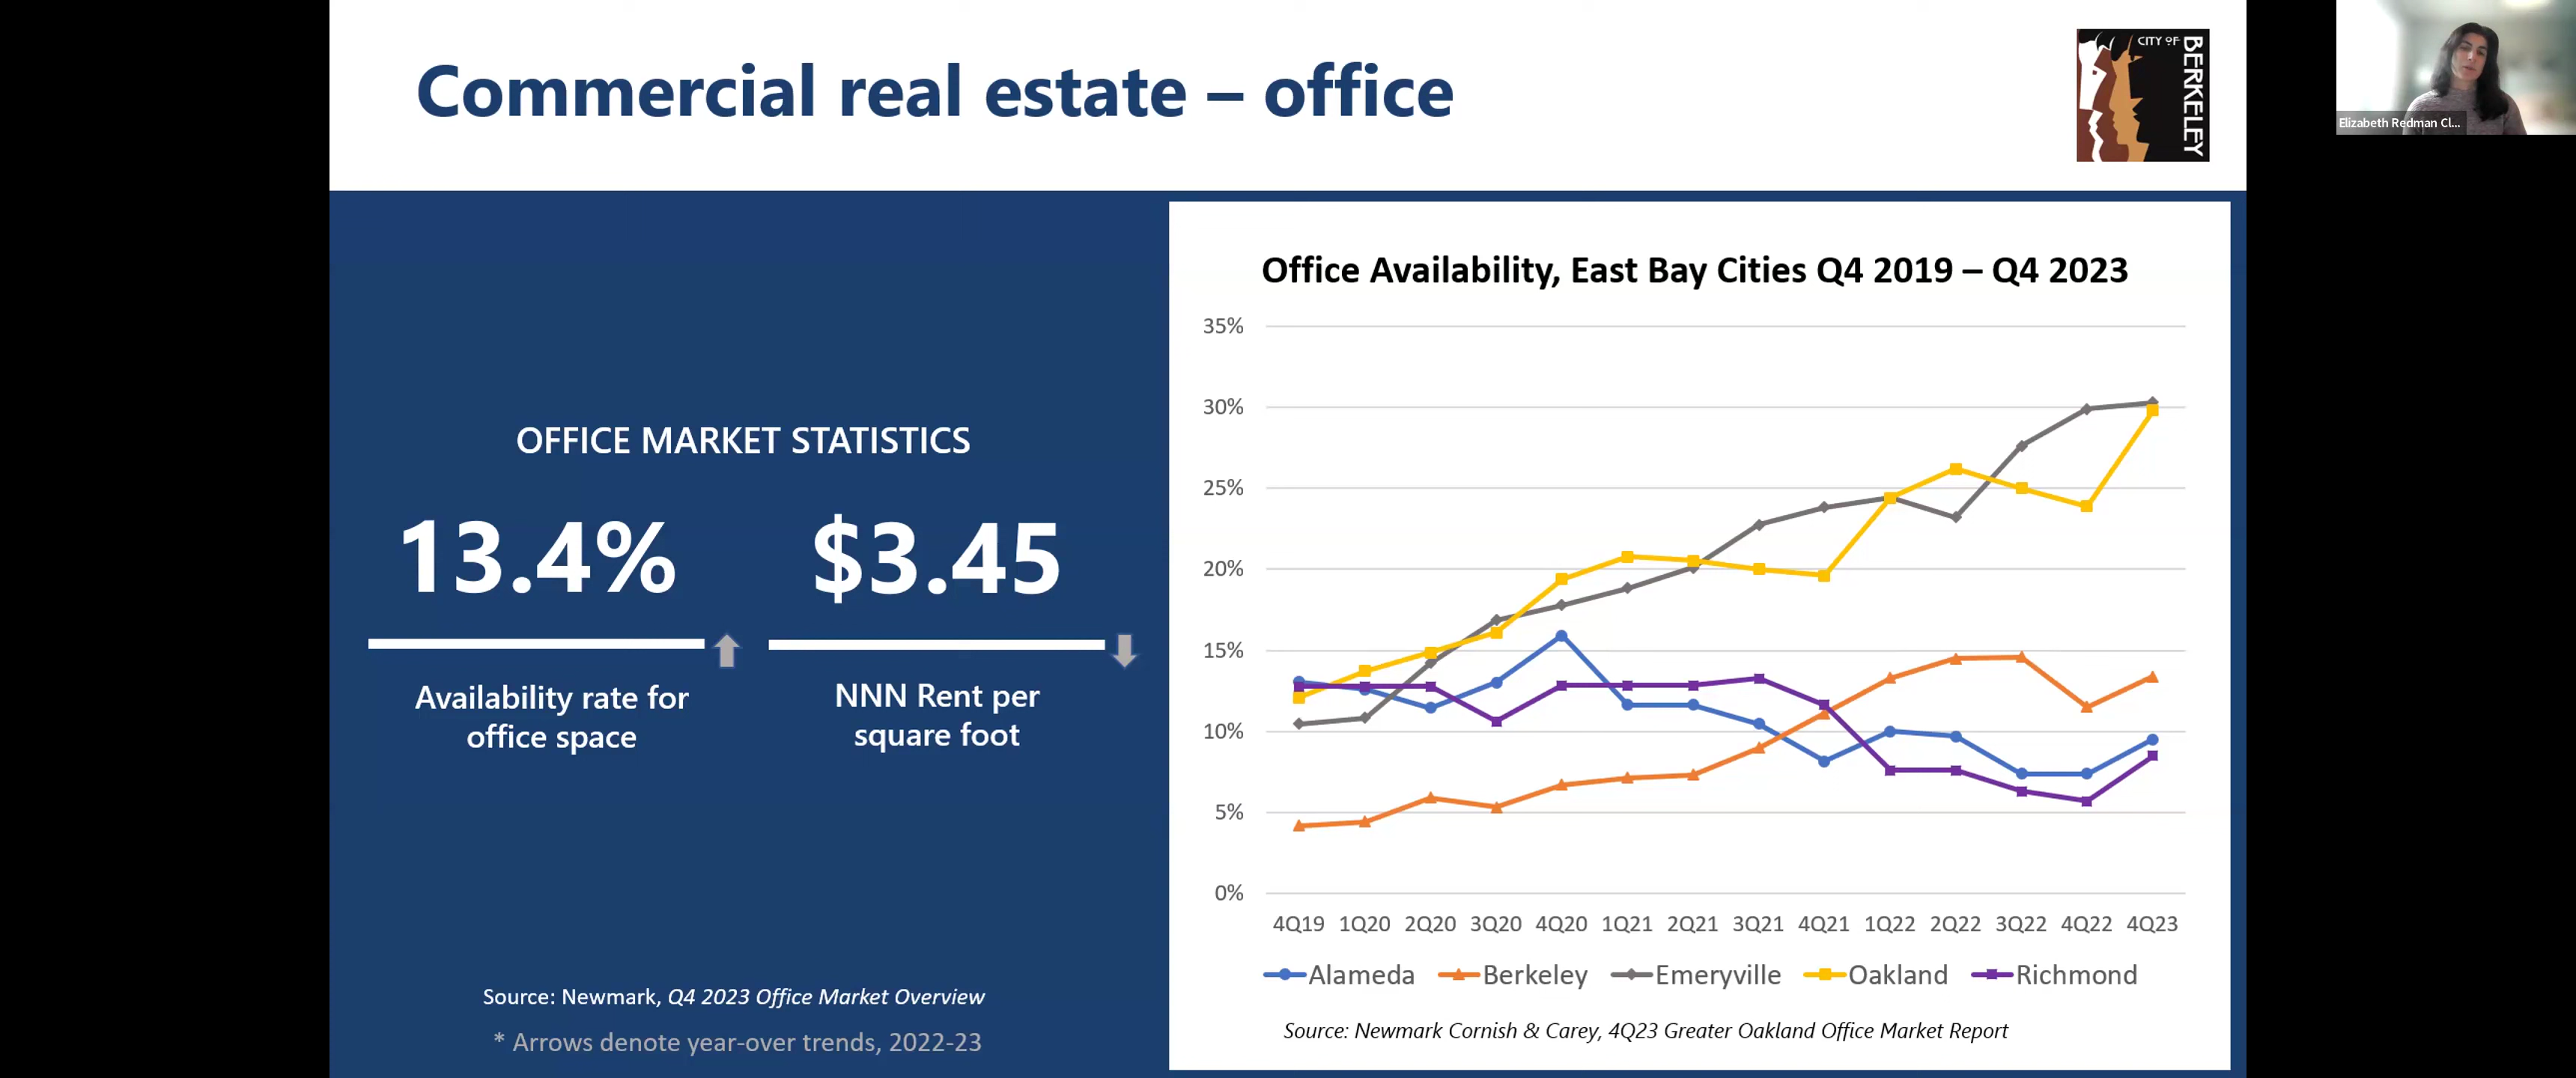 Commercial real estate – office
CITY OF
BERKELEY
Elizabeth Redman Cl...
OFFICE MARKET STATISTICS
13.4%
Availability rate for
office space
$3.45
NNN Rent per
square foot
Source: Newmark, Q4 2023 Office Market Overview
* Arrows denote year-over trends, 2022-23
Office Availability, East Bay Cities Q4 2019 – Q4 2023
35%
30%
25%
20%
15%
10%
5%
0%
4Q19 1Q20 2Q20 3Q20 4Q20 1Q21 2Q21 3Q21 4Q21 1Q22 2Q22 3Q22 4Q22 4Q23
Alameda Berkeley Emeryville Oakland Richmond
Source: Newmark Cornish & Carey, 4Q23 Greater Oakland Office Market Report